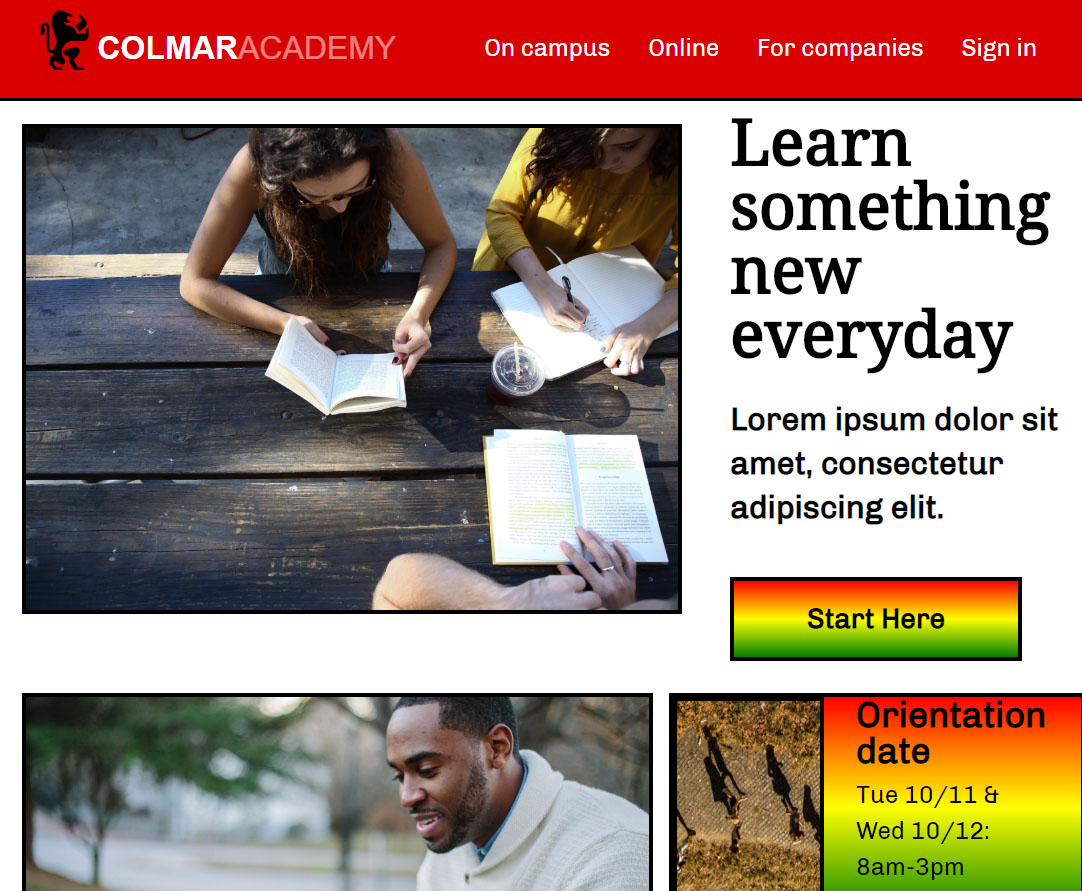 COLMARACADEMY
On campus
Online
For companies
Sign in
Learn
something
new
everyday
Lorem ipsum dolor sit
amet, consectetur
adipiscing elit.
Start Here
Orientation
date
Tue 10/11 &
Wed 10/12:
8am-3pm